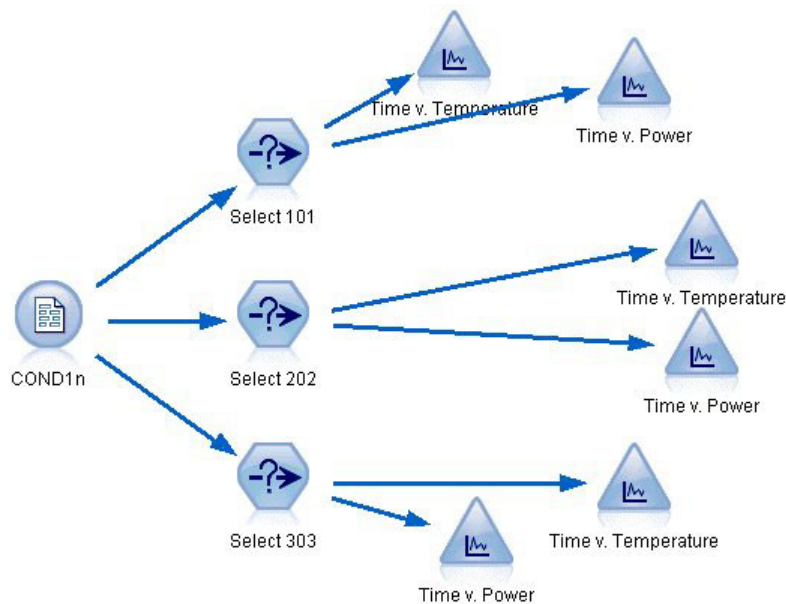 Time v. Temperature
Time v. Power
Select 101
Time v. Temperature
COND1n
Select 202
Time v. Power
Select 303
Time v. Temperature
Time v. Power